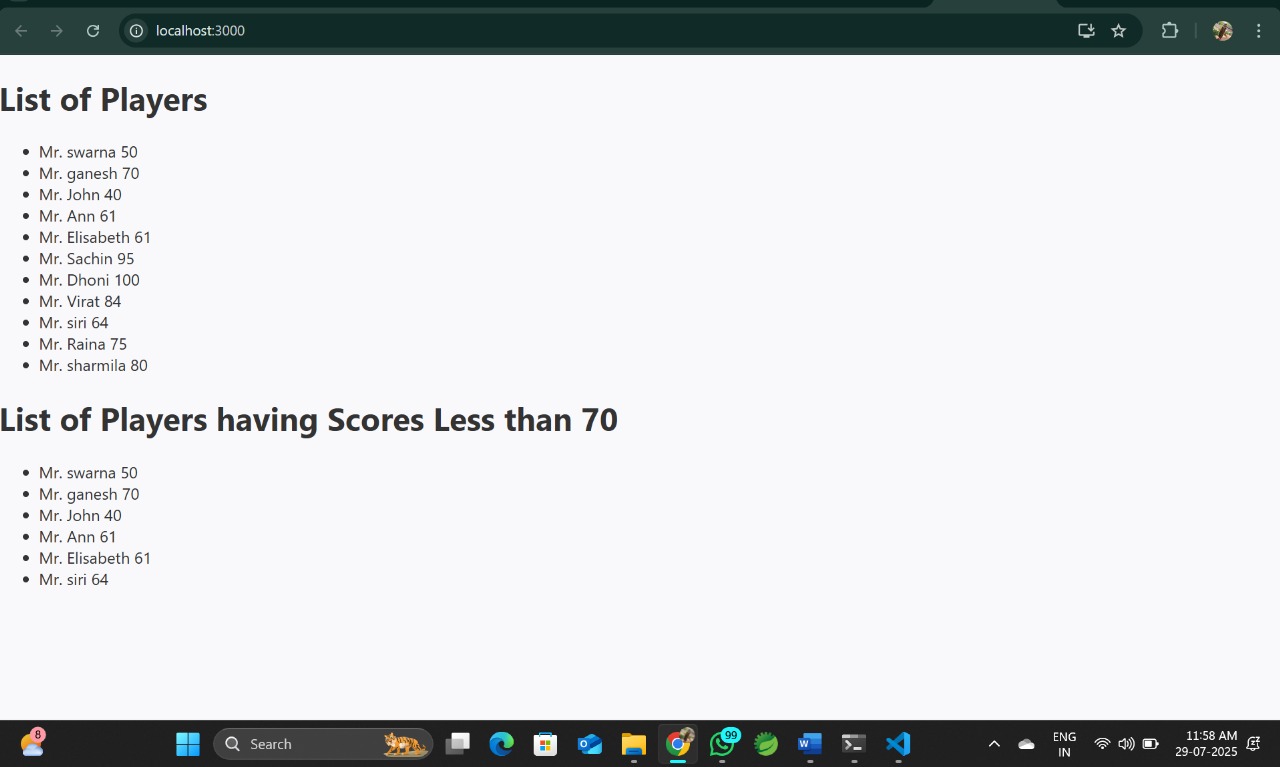 localhost:3000
List of Players
Mr. swarna 50
Mr. ganesh 70
Mr. John 40
Mr. Ann 61
Mr. Elisabeth 61
Mr. Sachin 95
Mr. Dhoni 100
Mr. Virat 84
Mr. siri 64
Mr. Raina 75
Mr. sharmila 80
List of Players having Scores Less than 70
Mr. swarna 50
Mr. ganesh 70
Mr. John 40
Mr. Ann 61
Mr. Elisabeth 61
Mr. siri 64
8
Search
99
ENG
IN
11:58 AM
29-07-2025